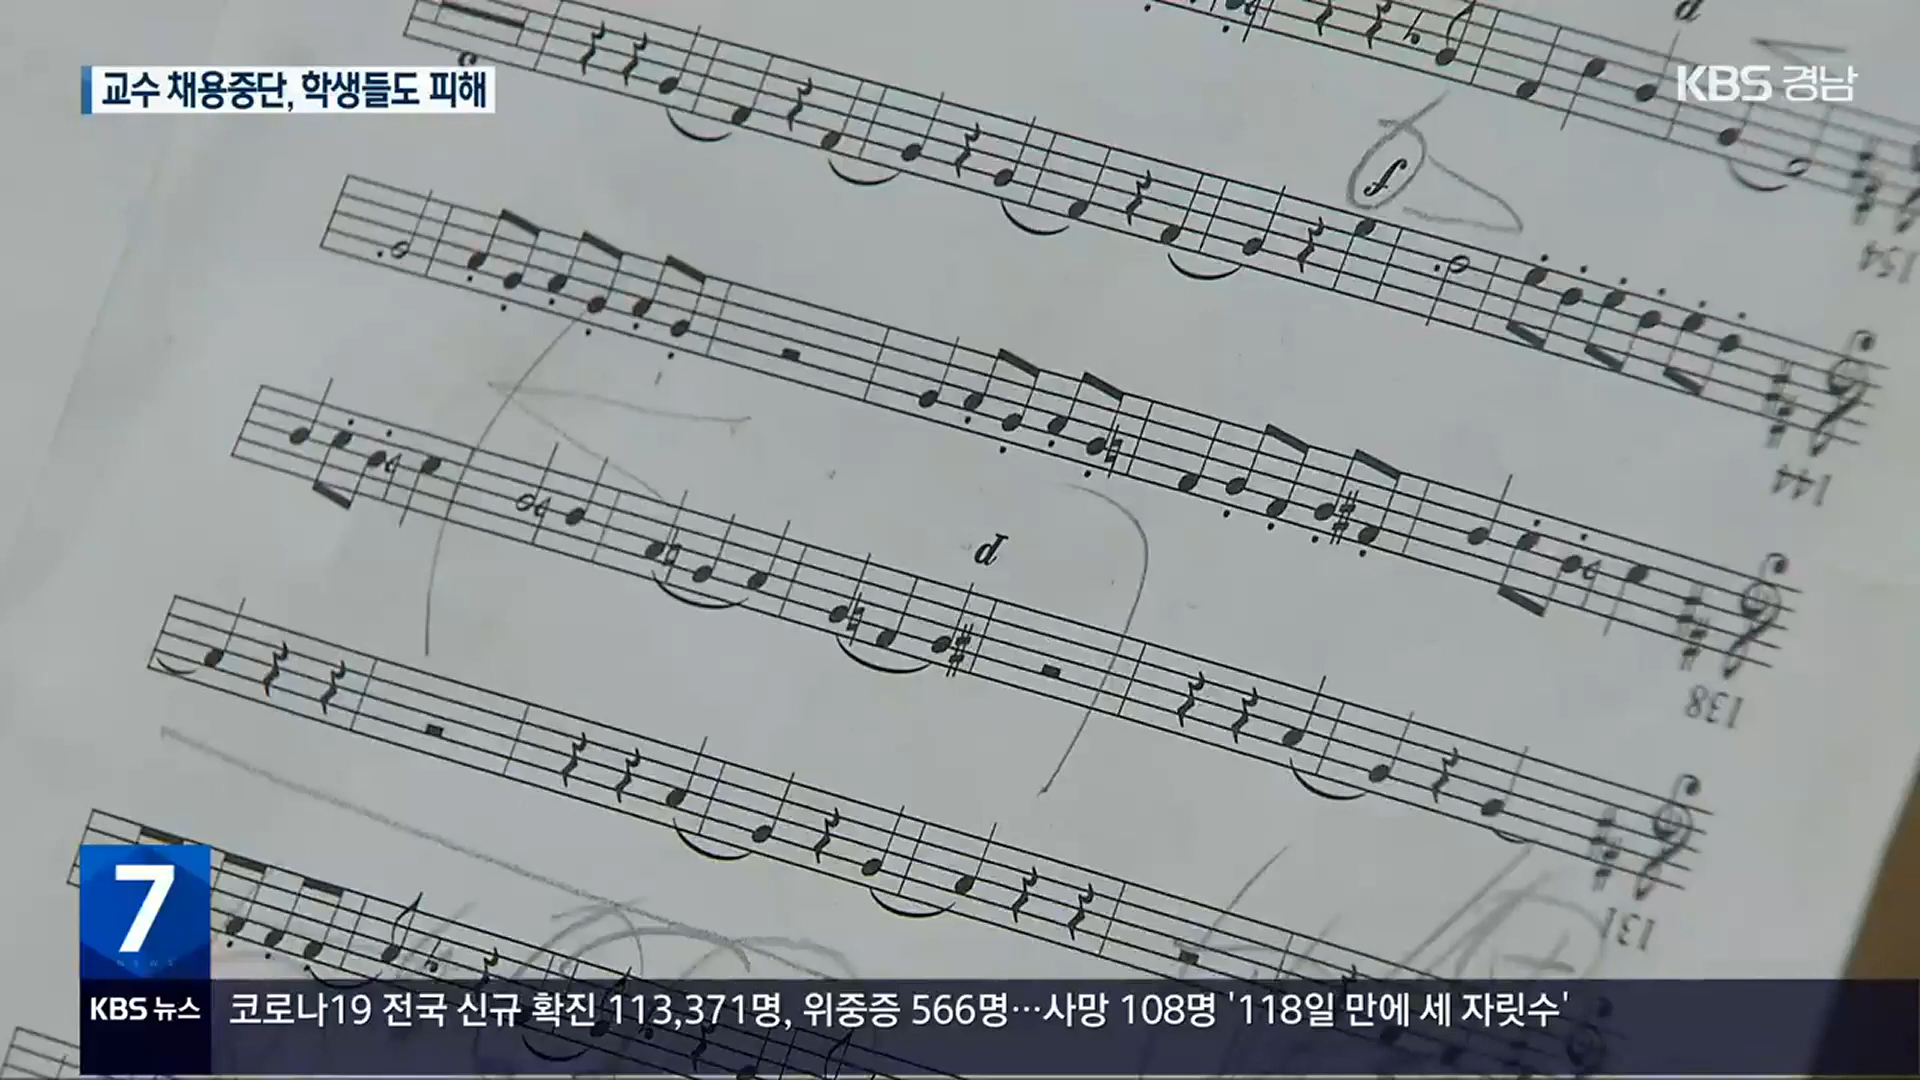 교수 채용중단, 학생들도 피해
KBS 경남
f
p
154
144
138
131
7
NEWS
KBS 뉴스
코로나19 전국 신규 확진 113,371명, 위중증 566명…사망 108명 '118일 만에 세 자릿수'